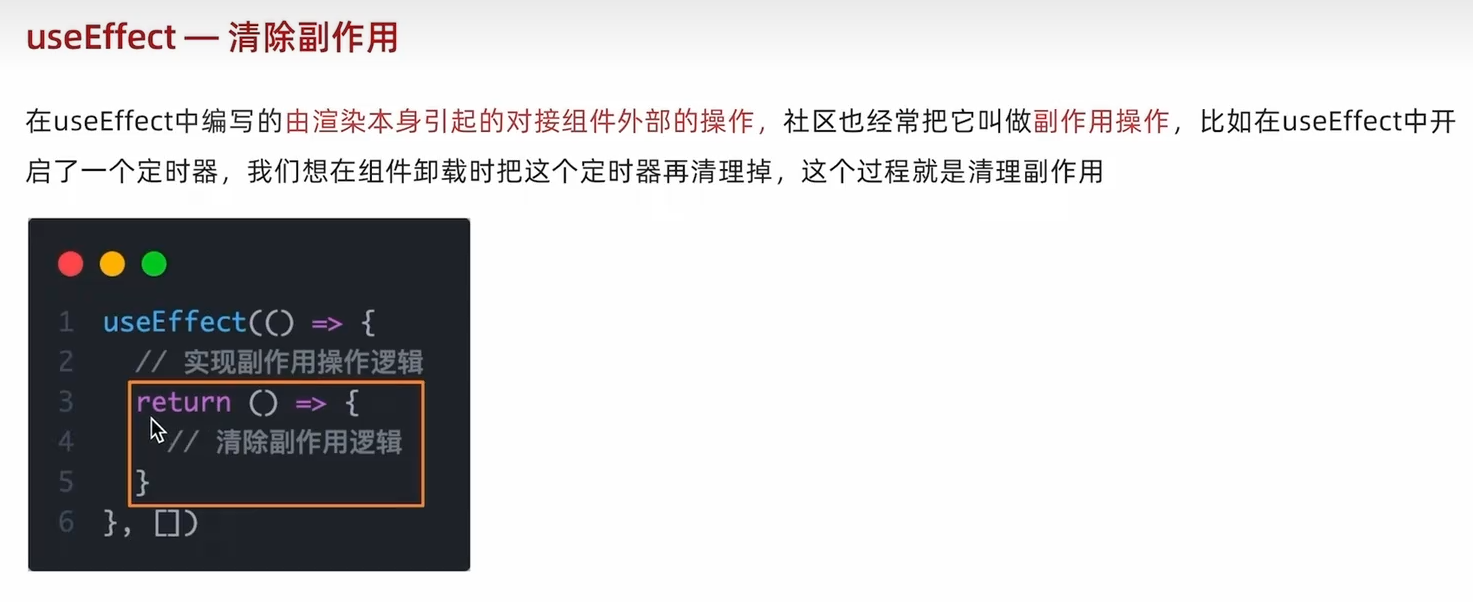 useEffect — 清除副作用
在useEffect中编写的由渲染本身引起的对接组件外部的操作，社区也经常把它叫做副作用操作，比如在useEffect中开
启了一个定时器，我们想在组件卸载时把这个定时器再清理掉，这个过程就是清理副作用
1 useEffect(() => {
2 // 实现副作用操作逻辑
3 return () => {
4 // 清除副作用逻辑
5 }
6 }, [])